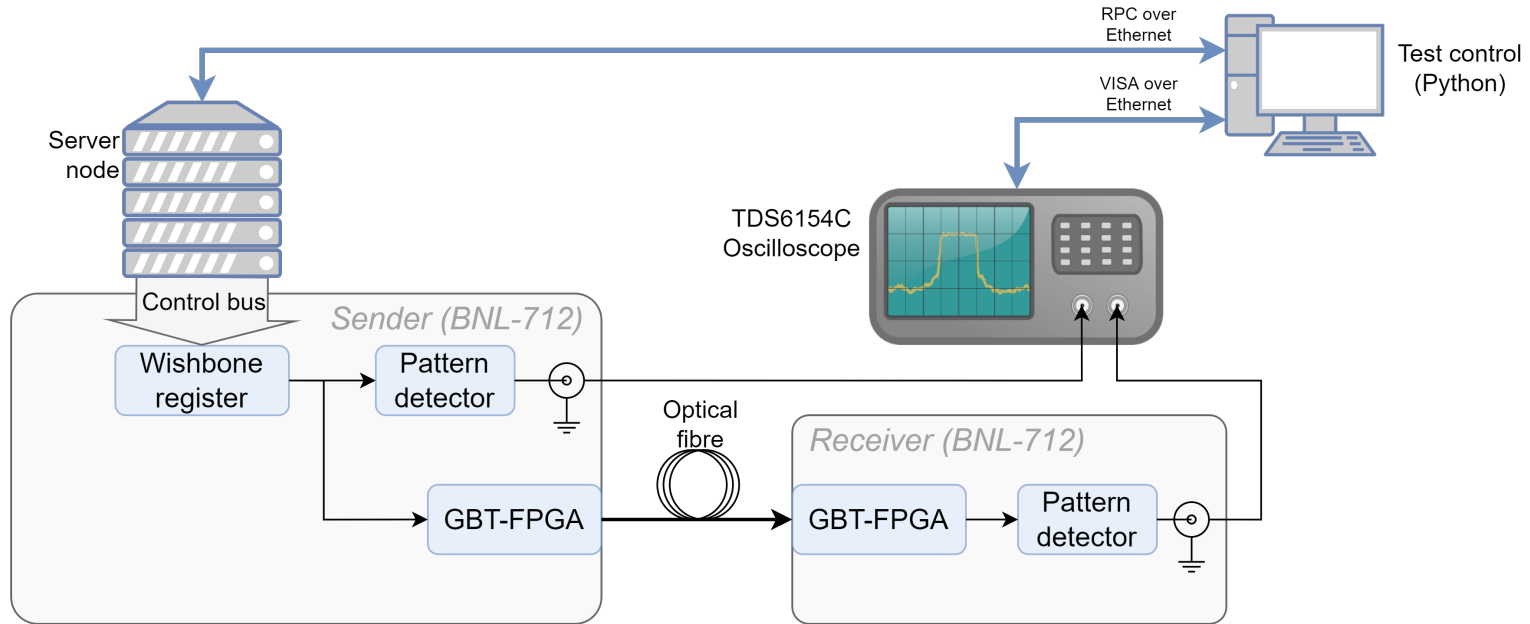 RPC over
Ethernet
Test control
(Python)
VISA over
Ethernet
Server
node
TDS6154C
Oscilloscope
Control bus
Sender (BNL-712)
Wishbone
register
Pattern
detector
Optical
fibre
Receiver (BNL-712)
GBT-FPGA
GBT-FPGA
Pattern
detector